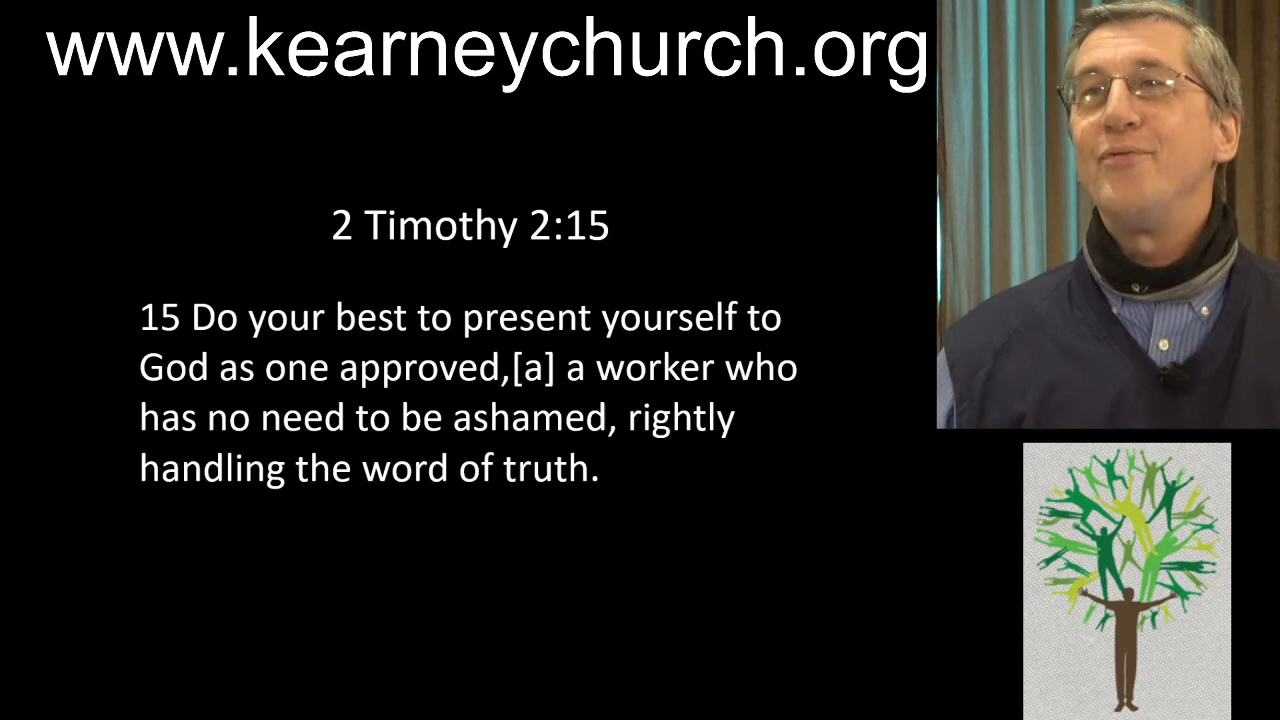 www.kearneychurch.org
2 Timothy 2:15
15 Do your best to present yourself to
God as one approved,[a] a worker who
has no need to be ashamed, rightly
handling the word of truth.